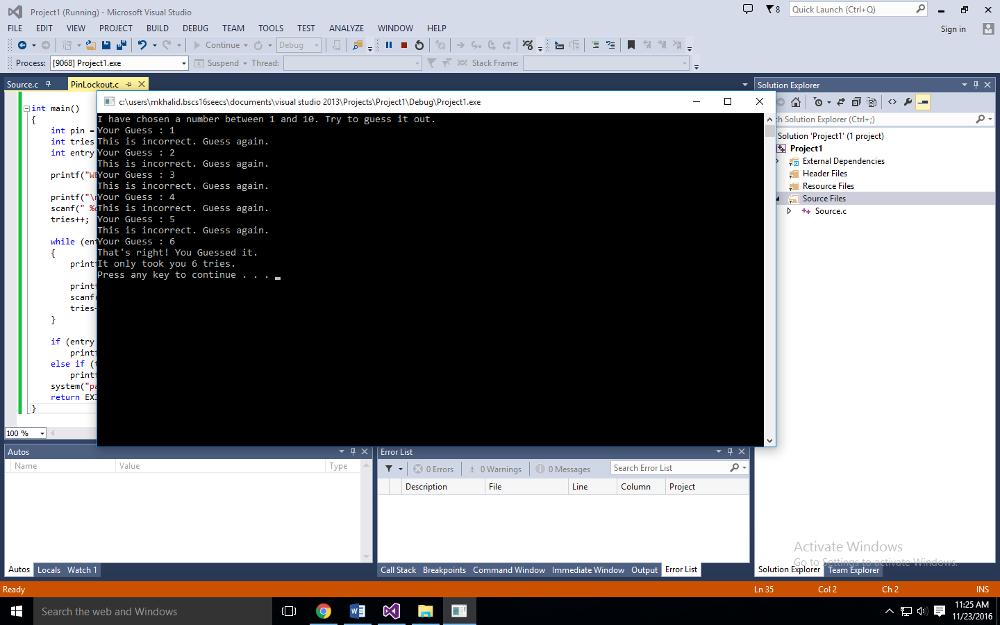 Project1 (Running) - Microsoft Visual Studio
8
Quick Launch (Ctrl+Q)
FILE EDIT VIEW PROJECT BUILD DEBUG TEAM TOOLS TEST ANALYZE WINDOW HELP
Sign in
Continue Debug
Process: [9068] Project1.exe Suspend Thread: Stack Frame:
Source.c PinLockout.c
int main()
{
int pin =
int tries
int entry
printf("WE
printf("\n
scanf(" %d
tries++;
while (ent
{
printf
printf
scanf(
tries+
}
if (entry
printf
else if (t
printf
system("pa
return EXI
}
100 %
c:\users\mkhalid.bscs16seecs\documents\visual studio 2013\Projects\Project1\Debug\Project1.exe
I have chosen a number between 1 and 10. Try to guess it out.
Your Guess : 1
This is incorrect. Guess again.
Your Guess : 2
This is incorrect. Guess again.
Your Guess : 3
This is incorrect. Guess again.
Your Guess : 4
This is incorrect. Guess again.
Your Guess : 5
This is incorrect. Guess again.
Your Guess : 6
That's right! You Guessed it.
It only took you 6 tries.
Press any key to continue . . .
Solution Explorer
ch Solution Explorer (Ctrl+;)
Solution 'Project1' (1 project)
Project1
External Dependencies
Header Files
Resource Files
Source Files
Source.c
Autos
Name Value Type
Autos Locals Watch 1
Error List
0 Errors 0 Warnings 0 Messages Search Error List
Description File Line Column Project
Call Stack Breakpoints Command Window Immediate Window Output Error List
Activate Windows
Go to Settings to activate Windows.
Solution Explorer Team Explorer
Ready Ln 35 Col 2 Ch 2 INS
Search the web and Windows
11:25 AM
11/23/2016